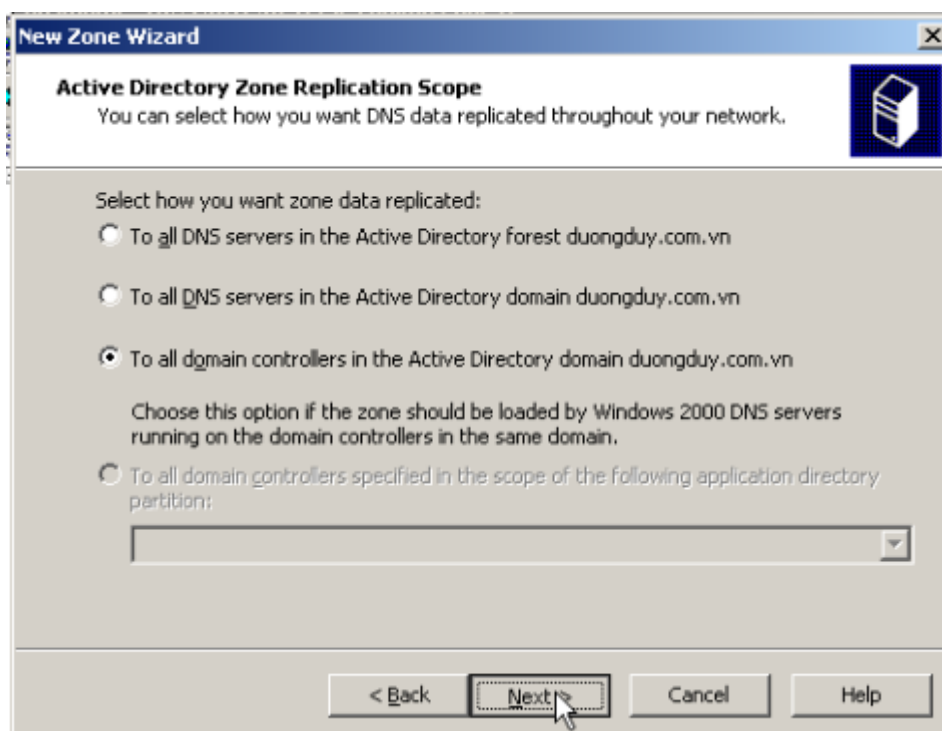 New Zone Wizard
Active Directory Zone Replication Scope
You can select how you want DNS data replicated throughout your network.
Select how you want zone data replicated:
To all DNS servers in the Active Directory forest duongduy.com.vn
To all DNS servers in the Active Directory domain duongduy.com.vn
To all domain controllers in the Active Directory domain duongduy.com.vn
Choose this option if the zone should be loaded by Windows 2000 DNS servers
running on the domain controllers in the same domain.
To all domain controllers specified in the scope of the following application directory
partition:
< Back Next > Cancel Help